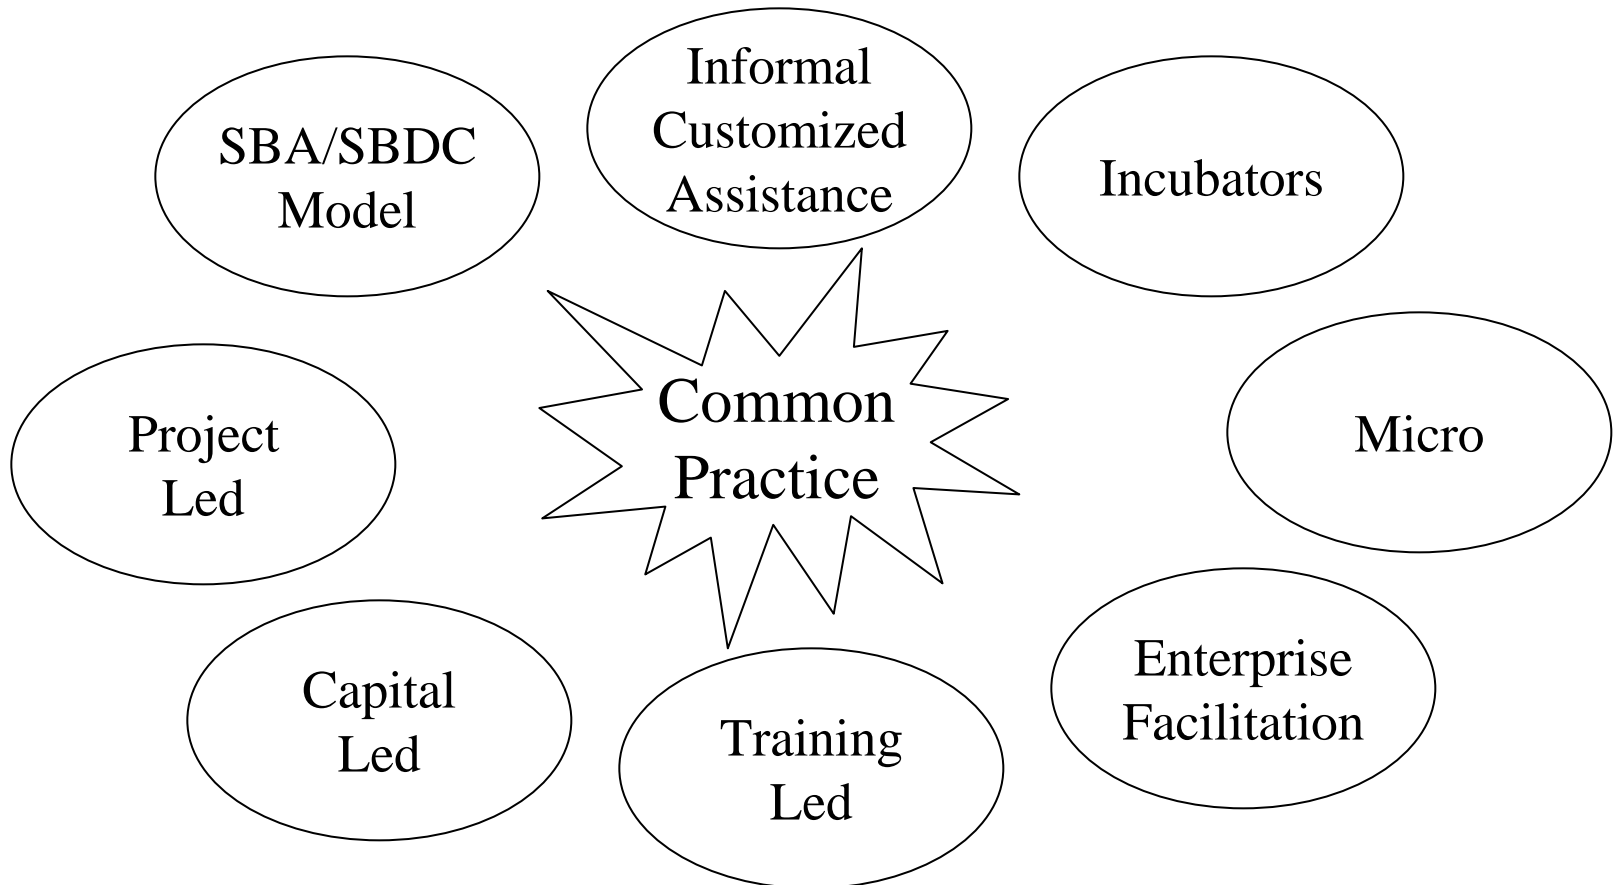 Informal
Customized
Assistance
SBA/SBDC
Model
Incubators
Common
Practice
Project
Led
Micro
Capital
Led
Training
Led
Enterprise
Facilitation